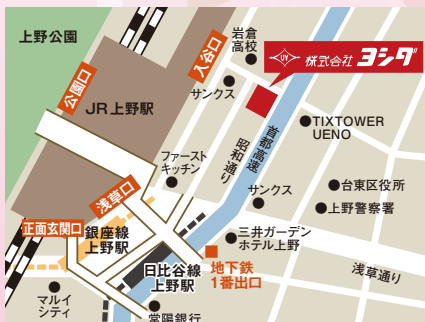 上野公園
岩倉
高校
UY
株式会社 ヨシダ
入谷口
公園口
サンクス
JR上野駅
首都高速
昭和通り
TIXTOWER
UENO
ファースト
キッチン
浅草口
サンクス
台東区役所
上野警察署
正面玄関口
銀座線
上野駅
三井ガーデン
ホテル上野
日比谷線
上野駅
地下鉄
1番出口
浅草通り
マルイ
シティ
常陽銀行